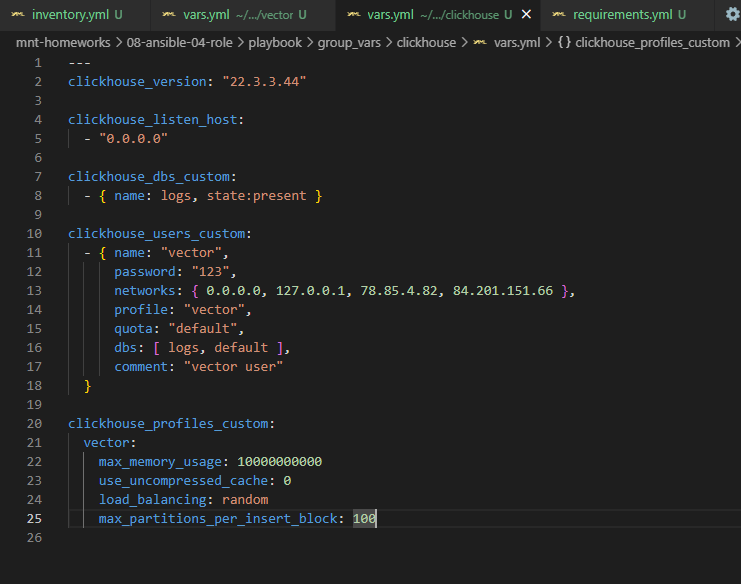 inventory.yml U vars.yml ~/.../vector U vars.yml ~/.../clickhouse U requirements.yml U
mnt-homeworks > 08-ansible-04-role > playbook > group_vars > clickhouse > vars.yml > {} clickhouse_profiles_custom >
1 ---
2 clickhouse_version: "22.3.3.44"
3
4 clickhouse_listen_host:
5   - "0.0.0.0"
6
7 clickhouse_dbs_custom:
8   - { name: logs, state:present }
9
10 clickhouse_users_custom:
11   - { name: "vector",
12       password: "123",
13       networks: { 0.0.0.0, 127.0.0.1, 78.85.4.82, 84.201.151.66 },
14       profile: "vector",
15       quota: "default",
16       dbs: [ logs, default ],
17       comment: "vector user"
18   }
19
20 clickhouse_profiles_custom:
21   vector:
22     max_memory_usage: 10000000000
23     use_uncompressed_cache: 0
24     load_balancing: random
25     max_partitions_per_insert_block: 100
26